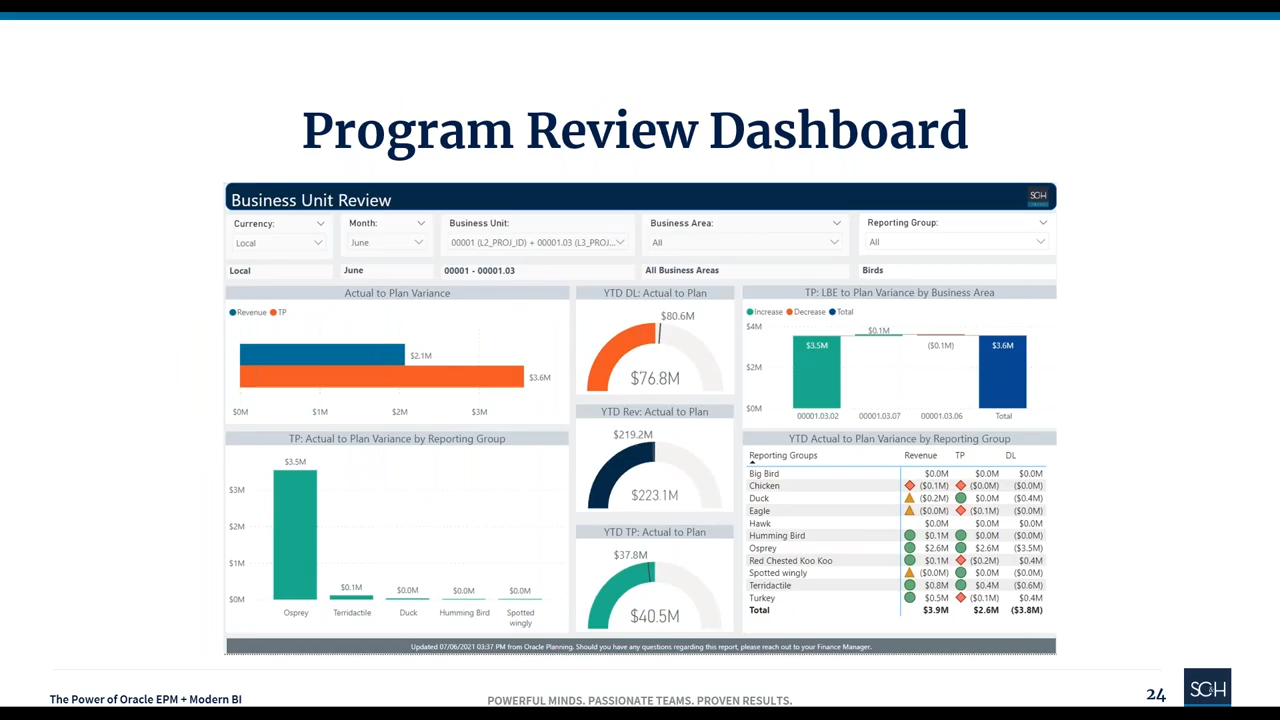 Program Review Dashboard
Business Unit Review
SC&H
Currency: Month: Business Unit: Business Area: Reporting Group:
Local June 00001 (L2_PROJ_ID) + 00001.03 (L3_PROJ... All All
Local June 00001 - 00001.03 All Business Areas Birds
Actual to Plan Variance
Revenue TP
$2.1M
$3.6M
$0M $1M $2M $3M
YTD DL: Actual to Plan
$80.6M
$76.8M
YTD Rev: Actual to Plan
$219.2M
$223.1M
YTD TP: Actual to Plan
$37.8M
$40.5M
TP: LBE to Plan Variance by Business Area
Increase Decrease Total
$4M
$2M
$0M
$3.5M $0.1M ($0.1M) $3.6M
00001.03.02 00001.03.07 00001.03.06 Total
TP: Actual to Plan Variance by Reporting Group
$3M
$2M
$1M
$0M
$3.5M $0.1M $0.0M $0.0M $0.0M
Osprey Terridactile Duck Humming Bird Spotted
wingly
YTD Actual to Plan Variance by Reporting Group
Reporting Groups Revenue TP DL
Big Bird $0.0M $0.0M $0.0M
Chicken ($0.1M) ($0.0M) ($0.0M)
Duck ($0.2M) $0.0M ($0.4M)
Eagle ($0.0M) ($0.1M) ($0.0M)
Hawk $0.0M $0.0M $0.0M
Humming Bird $0.1M $0.0M ($0.0M)
Osprey $2.6M $2.6M ($3.5M)
Red Chested Koo Koo $0.1M ($0.2M) $0.4M
Spotted wingly ($0.0M) $0.0M ($0.0M)
Terridactile $0.8M $0.4M ($0.6M)
Turkey $0.5M ($0.1M) $0.4M
Total $3.9M $2.6M ($3.8M)
Updated 07/06/2021 03:37 PM from Oracle Planning. Should you have any questions regarding this report, please reach out to your Finance Manager.
The Power of Oracle EPM + Modern BI
POWERFUL MINDS. PASSIONATE TEAMS. PROVEN RESULTS.
24
SC&H